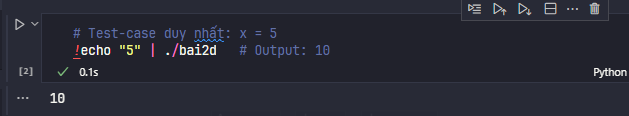 # Test-case duy nhất: x = 5
!echo "5" | ./bai2d   # Output: 10
[2]
0.1s
Python
10